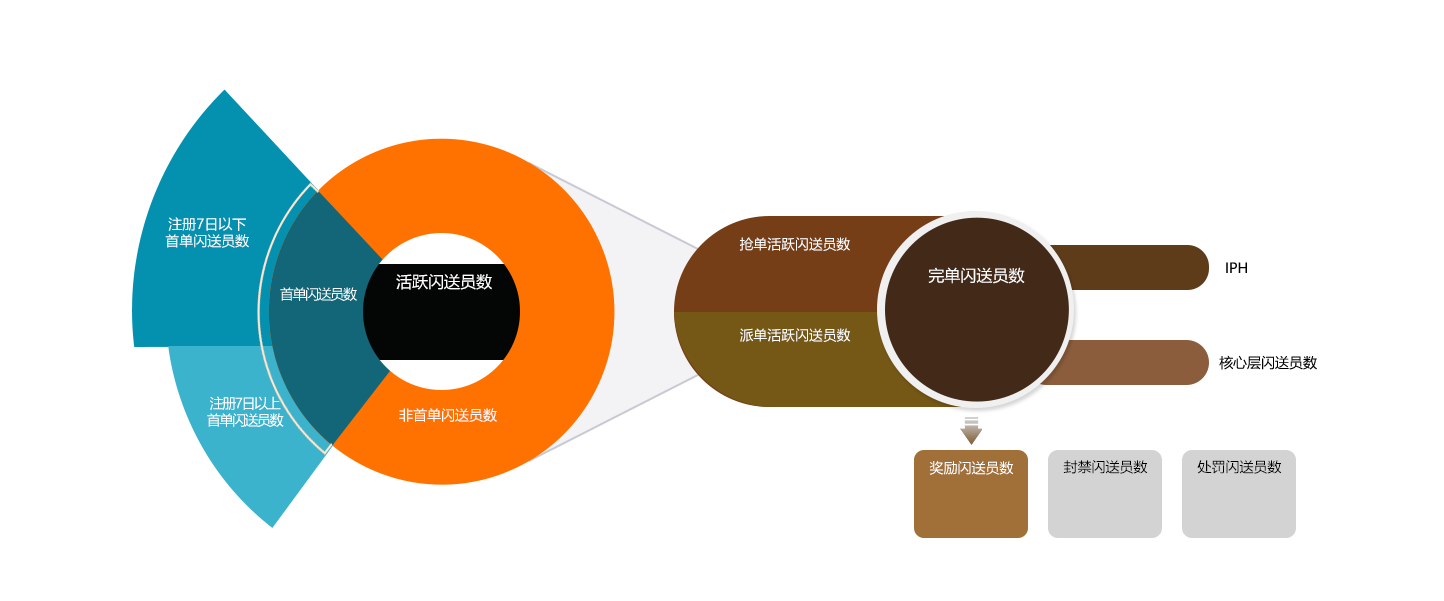 注册7日以下
首单闪送员数
首单闪送员数
注册7日以上
首单闪送员数
活跃闪送员数
非首单闪送员数
抢单活跃闪送员数
派单活跃闪送员数
完单闪送员数
IPH
核心层闪送员数
奖励闪送员数
封禁闪送员数
处罚闪送员数